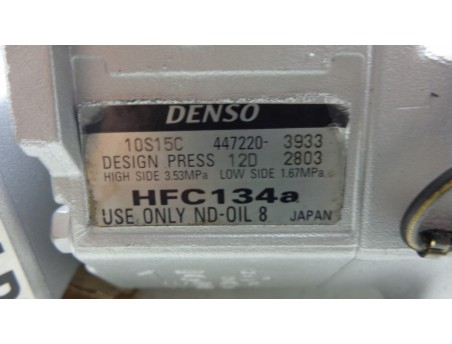 DENSO
10S15C 447220- 3933
DESIGN PRESS 12D 2803
HIGH SIDE 3.53MPa LOW SIDE 1.67MPa
HFC134a
USE ONLY ND-OIL 8 JAPAN